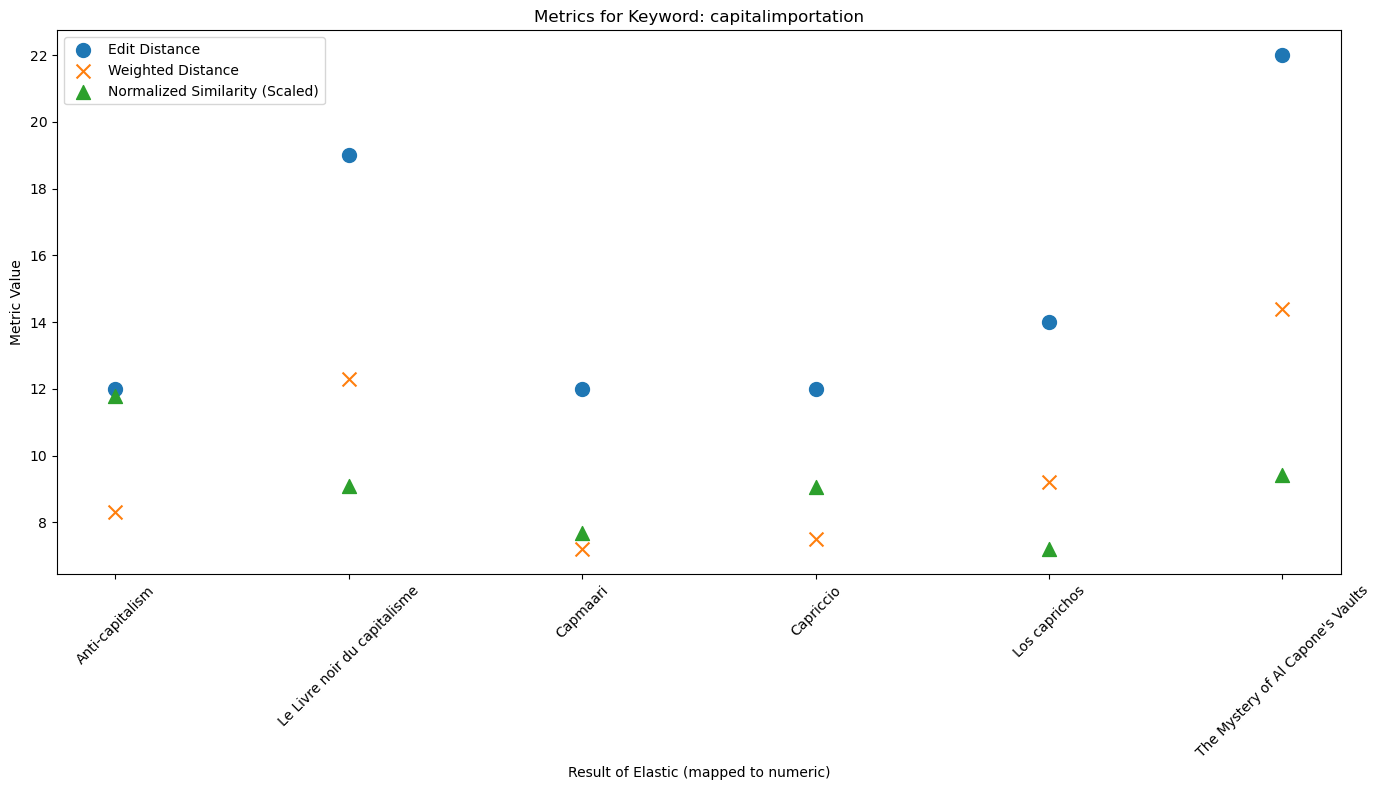 Metrics for Keyword: capitalimportation
Edit Distance
Weighted Distance
Normalized Similarity (Scaled)
Metric Value
22
20
18
16
14
12
10
8
Anti-capitalism
Le Livre noir du capitalisme
Capmaari
Capriccio
Los caprichos
The Mystery of Al Capone's Vaults
Result of Elastic (mapped to numeric)